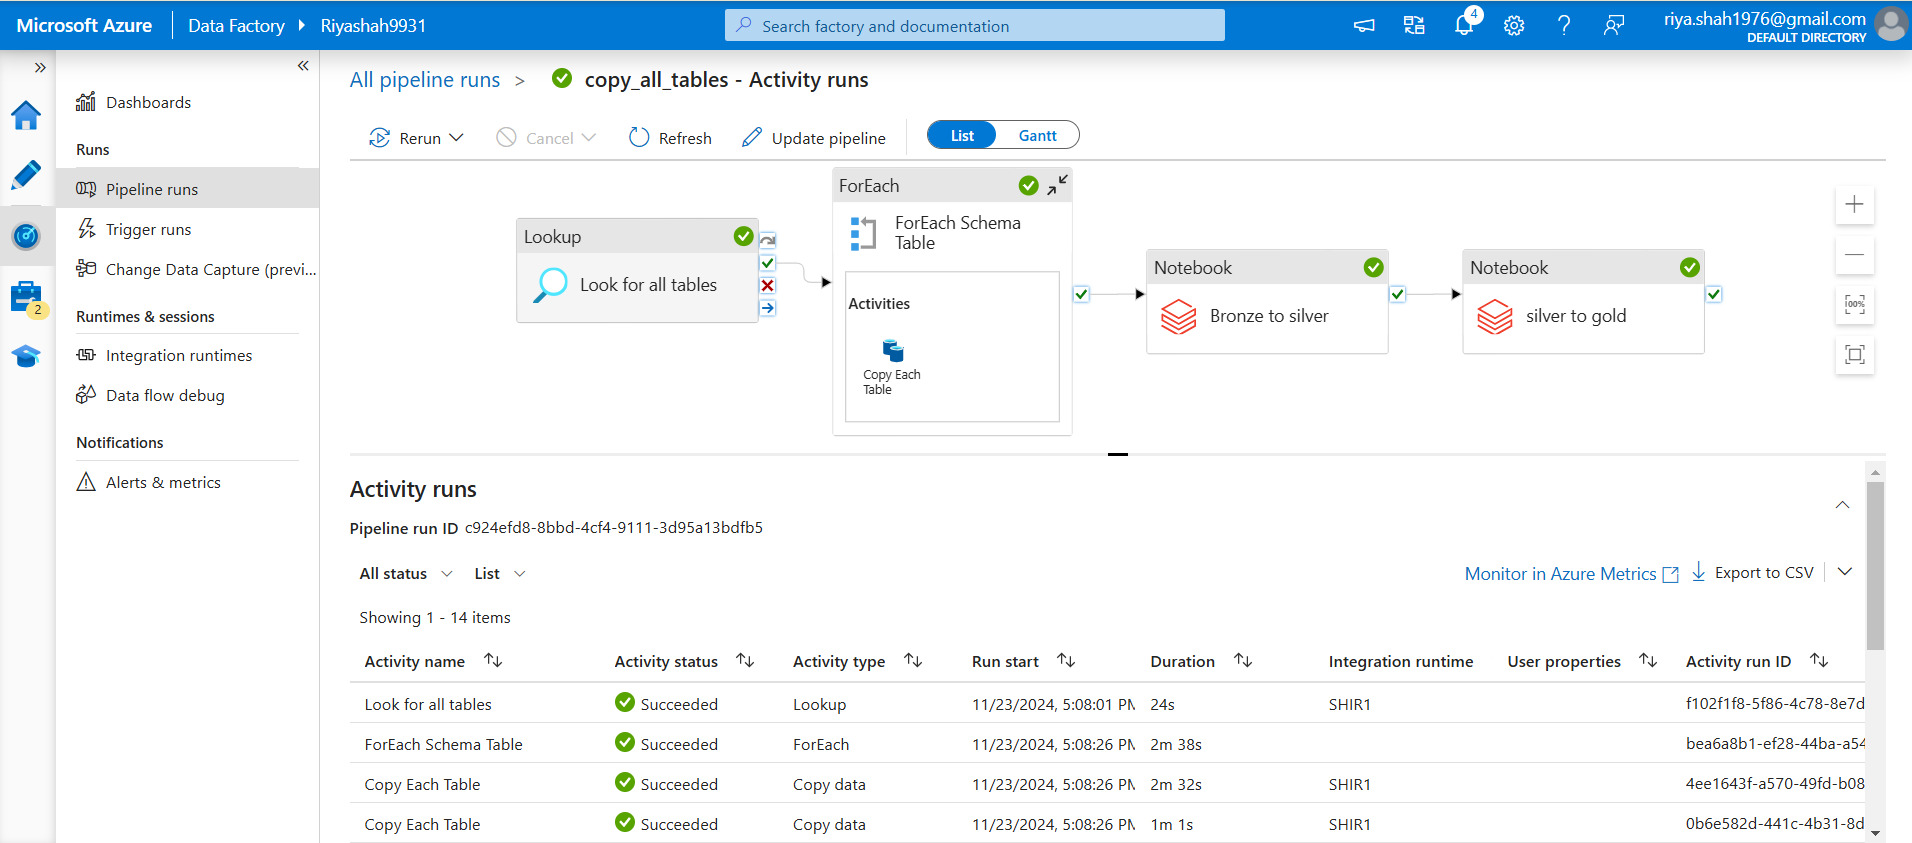 Microsoft Azure
Data Factory
Riyashah9931
Search factory and documentation
4
riya.shah1976@gmail.com
DEFAULT DIRECTORY
2
Dashboards
Runs
Pipeline runs
Trigger runs
Change Data Capture (previ...
Runtimes & sessions
Integration runtimes
Data flow debug
Notifications
Alerts & metrics
All pipeline runs > copy_all_tables - Activity runs
Rerun
Cancel
Refresh
Update pipeline
List
Gantt
Lookup
Look for all tables
ForEach
ForEach Schema
Table
Activities
Copy Each
Table
Notebook
Bronze to silver
Notebook
silver to gold
100%
Activity runs
Pipeline run ID c924efd8-8bbd-4cf4-9111-3d95a13bdfb5
All status
List
Monitor in Azure Metrics
Export to CSV
Showing 1 - 14 items
Activity name Activity status Activity type Run start Duration Integration runtime User properties Activity run ID
Look for all tables Succeeded Lookup 11/23/2024, 5:08:01 PM 24s SHIR1 f102f1f8-5f86-4c78-8e7d
ForEach Schema Table Succeeded ForEach 11/23/2024, 5:08:26 PM 2m 38s bea6a8b1-ef28-44ba-a54
Copy Each Table Succeeded Copy data 11/23/2024, 5:08:26 PM 2m 32s SHIR1 4ee1643f-a570-49fd-b08
Copy Each Table Succeeded Copy data 11/23/2024, 5:08:26 PM 1m 1s SHIR1 0b6e582d-441c-4b31-8d